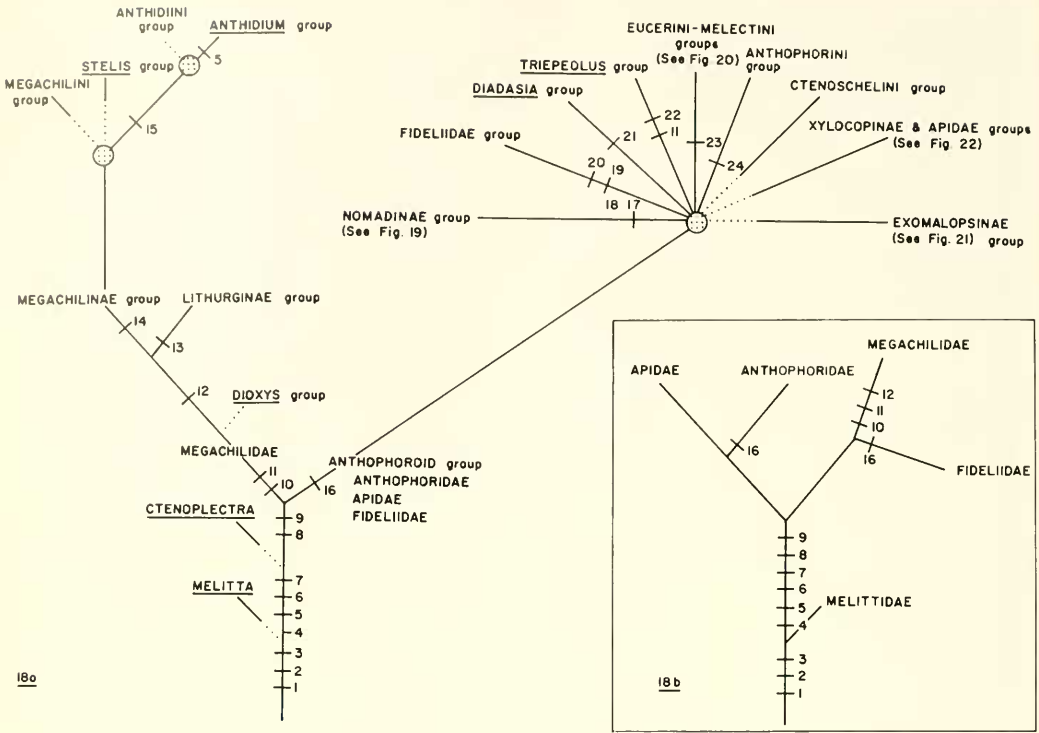 ANTHIDIINI
group
ANTHIDIUM group
5
STELIS group
MEGACHILINI
group
15
MEGACHILINAE group
LITHURGINAE group
14
13
12
DIOXYS group
MEGACHILIDAE
11
10
16
ANTHOPHOROID group
ANTHOPHORIDAE
APIDAE
FIDELIIDAE
CTENOPLECTRA
9
8
7
MELITTA
6
5
4
3
2
1
18a
EUCERINI-MELECTINI
groups
(See Fig. 20)
ANTHOPHORINI
group
TRIEPEOLUS group
DIADASIA group
CTENOSCHELINI group
FIDELIIDAE group
XYLOCOPINAE & APIDAE groups
(See Fig. 22)
22
11
21
23
24
20
19
18
17
NOMADINAE group
(See Fig. 19)
EXOMALOPSINAE
(See Fig. 21) group
MEGACHILIDAE
APIDAE
ANTHOPHORIDAE
12
11
10
16
16
FIDELIIDAE
9
8
7
6
5
4
MELITTIDAE
3
2
1
18b